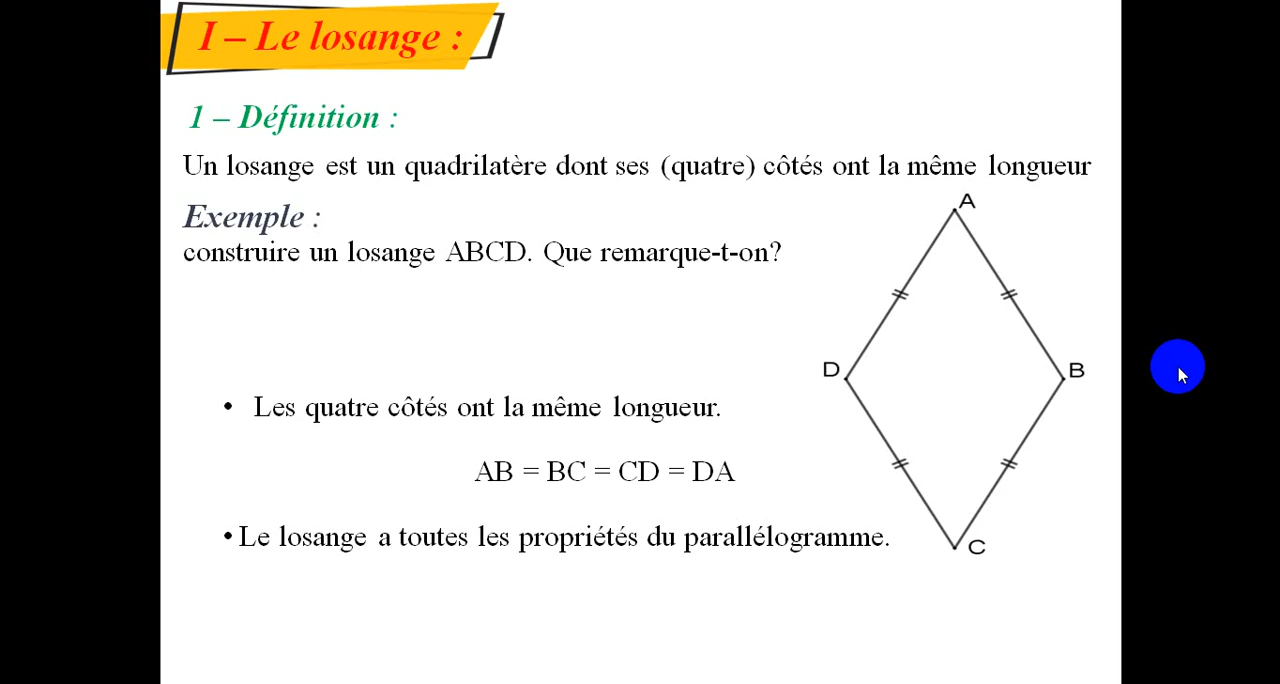 I – Le losange :
1 – Définition :
Un losange est un quadrilatère dont ses (quatre) côtés ont la même longueur
Exemple :
construire un losange ABCD. Que remarque-t-on?
A
D
B
• Les quatre côtés ont la même longueur.
AB = BC = CD = DA
• Le losange a toutes les propriétés du parallélogramme.
C